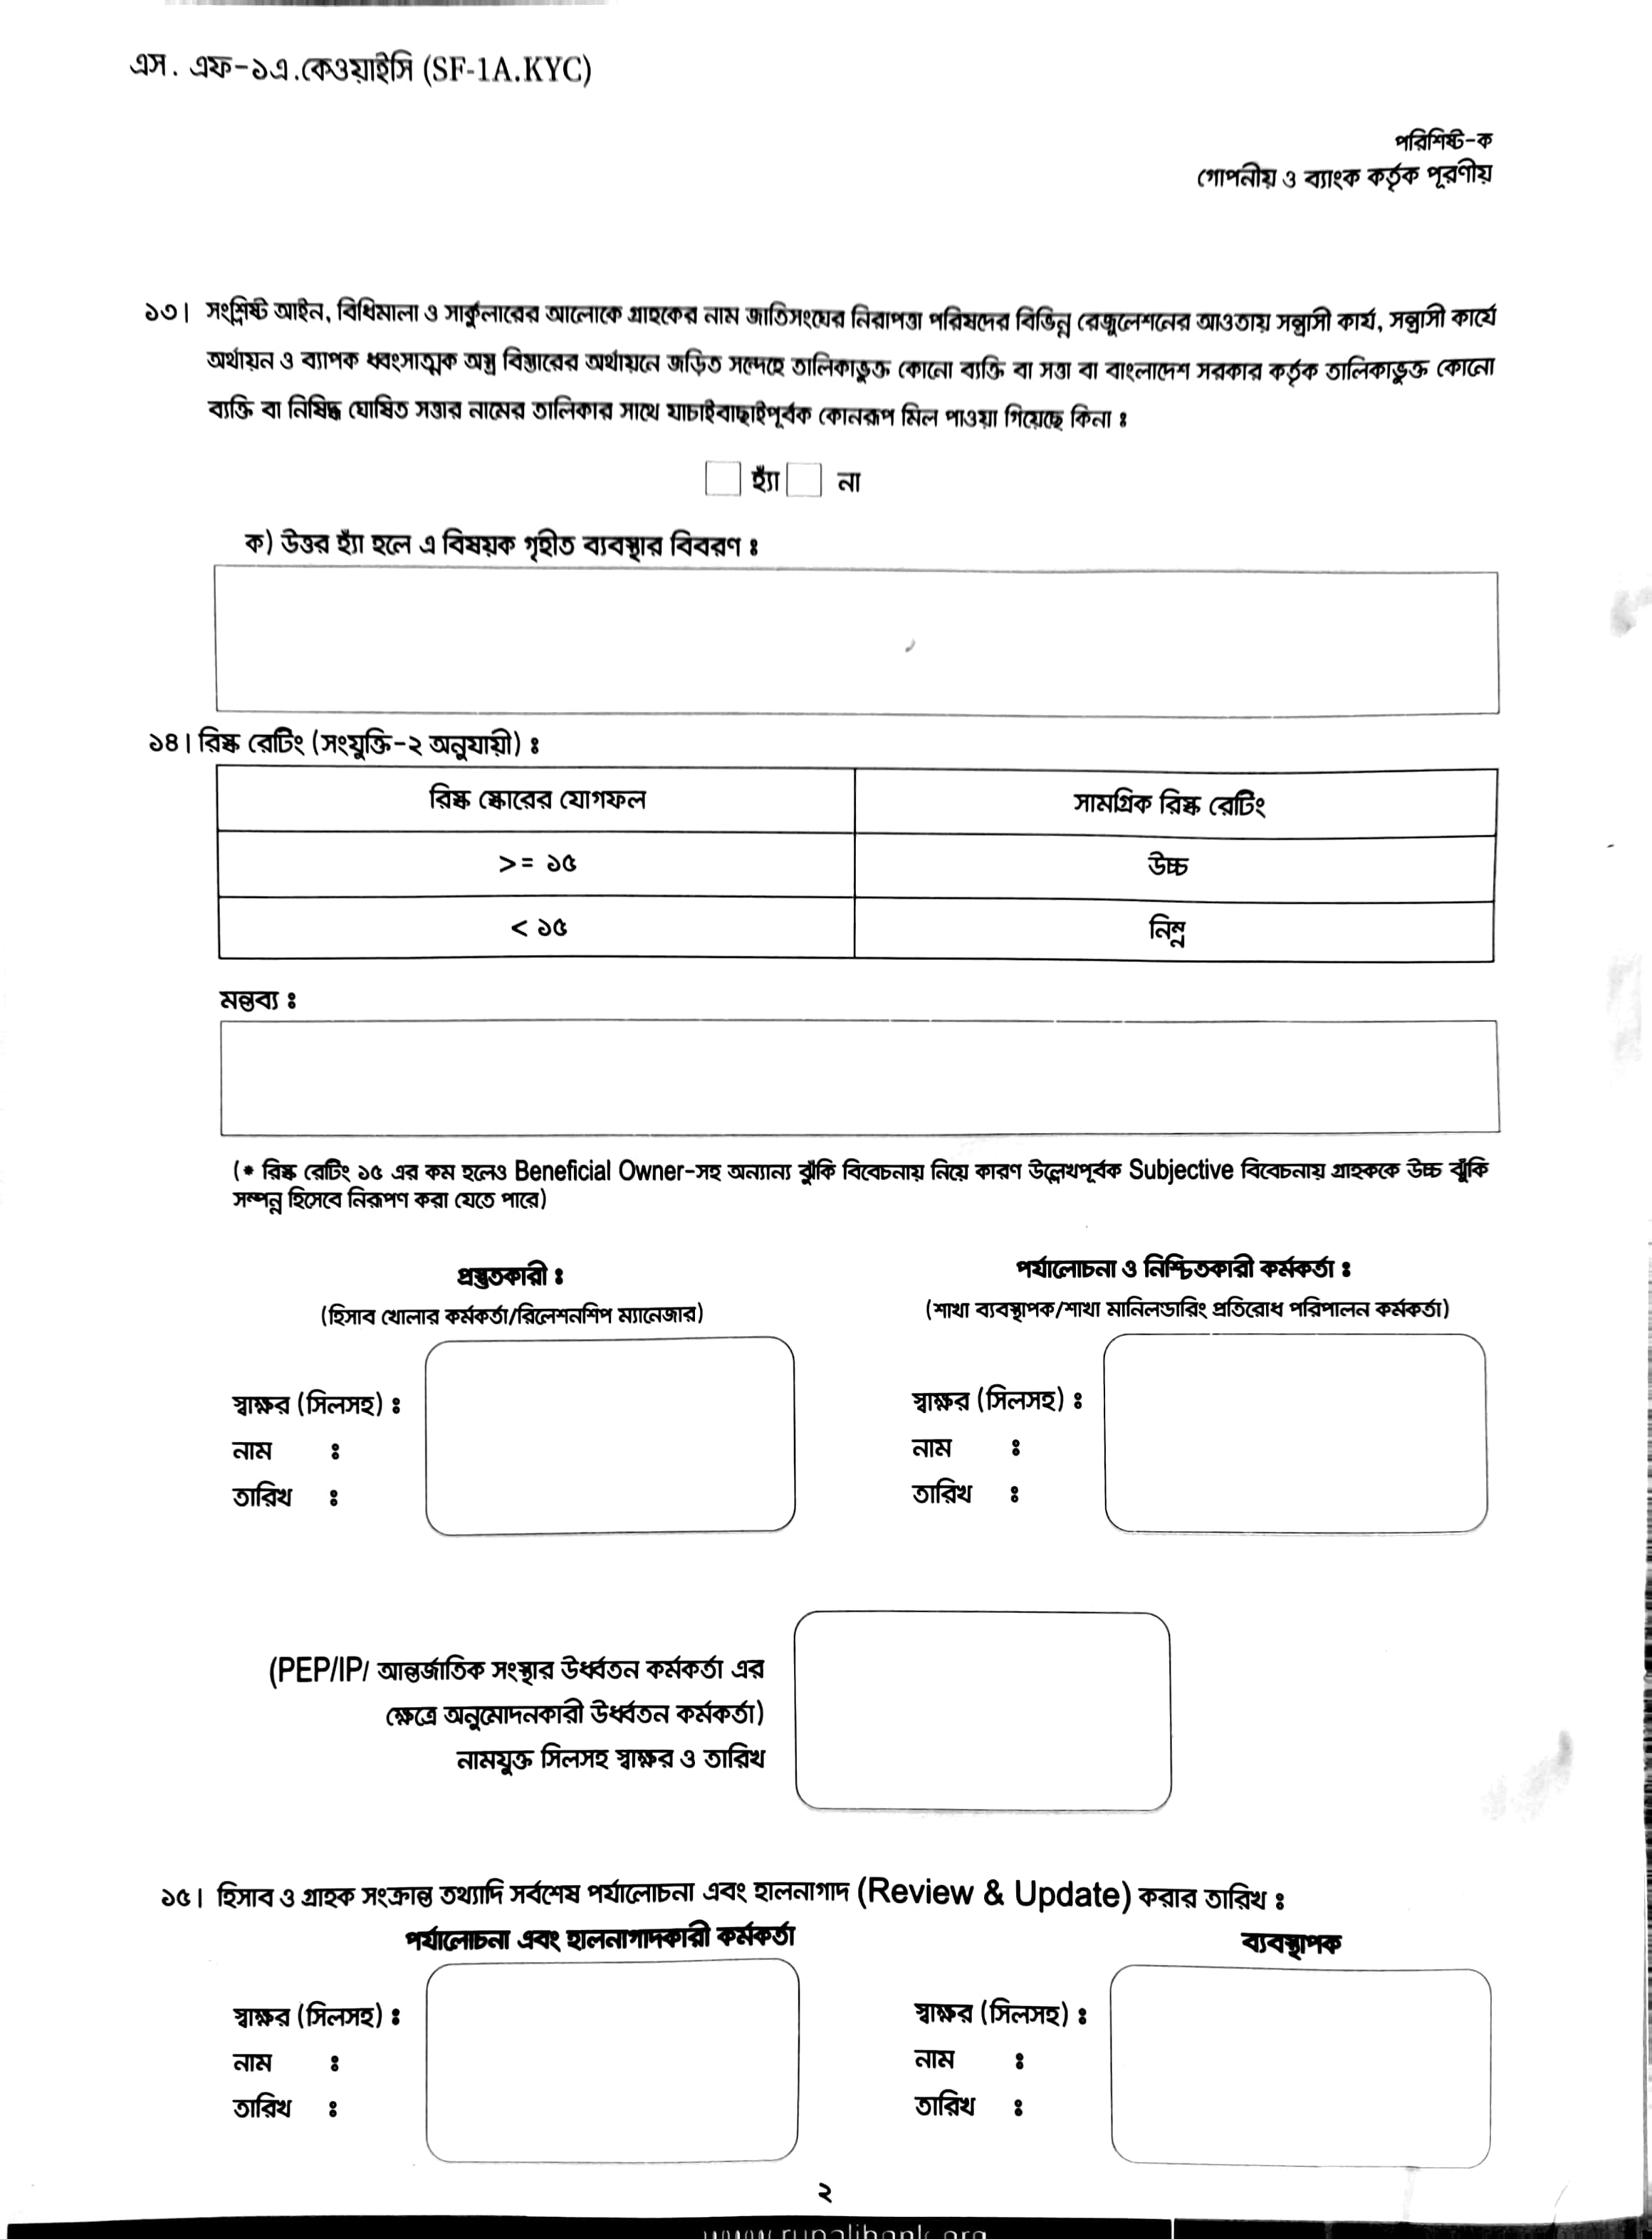 এস. এফ-১এ.কেওয়াইসি (SF-1A.KYC)
পরিশিষ্ট-ক
গোপনীয় ও ব্যাংক কর্তৃক পূরণীয়
১৩। সংশ্লিষ্ট আইন, বিধিমালা ও সার্কুলারের আলোকে গ্রাহকের নাম জাতিসংঘের নিরাপত্তা পরিষদের বিভিন্ন রেজুলেশনের আওতায় সন্ত্রাসী কার্য, সন্ত্রাসী কার্যে
অর্থায়ন ও ব্যাপক ধ্বংসাত্মক অস্ত্র বিস্তারের অর্থায়নে জড়িত সন্দেহে তালিকাভুক্ত কোনো ব্যক্তি বা সত্তা বা বাংলাদেশ সরকার কর্তৃক তালিকাভুক্ত কোনো
ব্যক্তি বা নিষিদ্ধ ঘোষিত সত্তার নামের তালিকার সাথে যাচাইবাছাইপূর্বক কোনরূপ মিল পাওয়া গিয়েছে কিনা ঃ
হ্যাঁ না
ক) উত্তর হ্যাঁ হলে এ বিষয়ক গৃহীত ব্যবস্থার বিবরণ ঃ
১৪। রিস্ক রেটিং (সংযুক্তি-২ অনুযায়ী) ঃ
রিস্ক স্কোরের যোগফল সামগ্রিক রিস্ক রেটিং
>= ১৫ উচ্চ
< ১৫ নিম্ন
মন্তব্য ঃ
(* রিস্ক রেটিং ১৫ এর কম হলেও Beneficial Owner-সহ অন্যান্য ঝুঁকি বিবেচনায় নিয়ে কারণ উল্লেখপূর্বক Subjective বিবেচনায় গ্রাহককে উচ্চ ঝুঁকি
সম্পন্ন হিসেবে নিরূপণ করা যেতে পারে)
প্রস্তুতকারী ঃ পর্যালোচনা ও নিশ্চিতকারী কর্মকর্তা ঃ
(হিসাব খোলার কর্মকর্তা/রিলেশনশিপ ম্যানেজার) (শাখা ব্যবস্থাপক/শাখা মানিলন্ডারিং প্রতিরোধ পরিপালন কর্মকর্তা)
স্বাক্ষর (সিলসহ) ঃ স্বাক্ষর (সিলসহ) ঃ
নাম ঃ নাম ঃ
তারিখ ঃ তারিখ ঃ
(PEP/IP/ আন্তর্জাতিক সংস্থার উর্ধ্বতন কর্মকর্তা এর
ক্ষেত্রে অনুমোদনকারী উর্ধ্বতন কর্মকর্তা)
নামযুক্ত সিলসহ স্বাক্ষর ও তারিখ
১৫। হিসাব ও গ্রাহক সংক্রান্ত তথ্যাদি সর্বশেষ পর্যালোচনা এবং হালনাগাদ (Review & Update) করার তারিখ ঃ
পর্যালোচনা এবং হালনাগাদকারী কর্মকর্তা ব্যবস্থাপক
স্বাক্ষর (সিলসহ) ঃ স্বাক্ষর (সিলসহ) ঃ
নাম ঃ নাম ঃ
তারিখ ঃ তারিখ ঃ
২
www.rupalibank.org